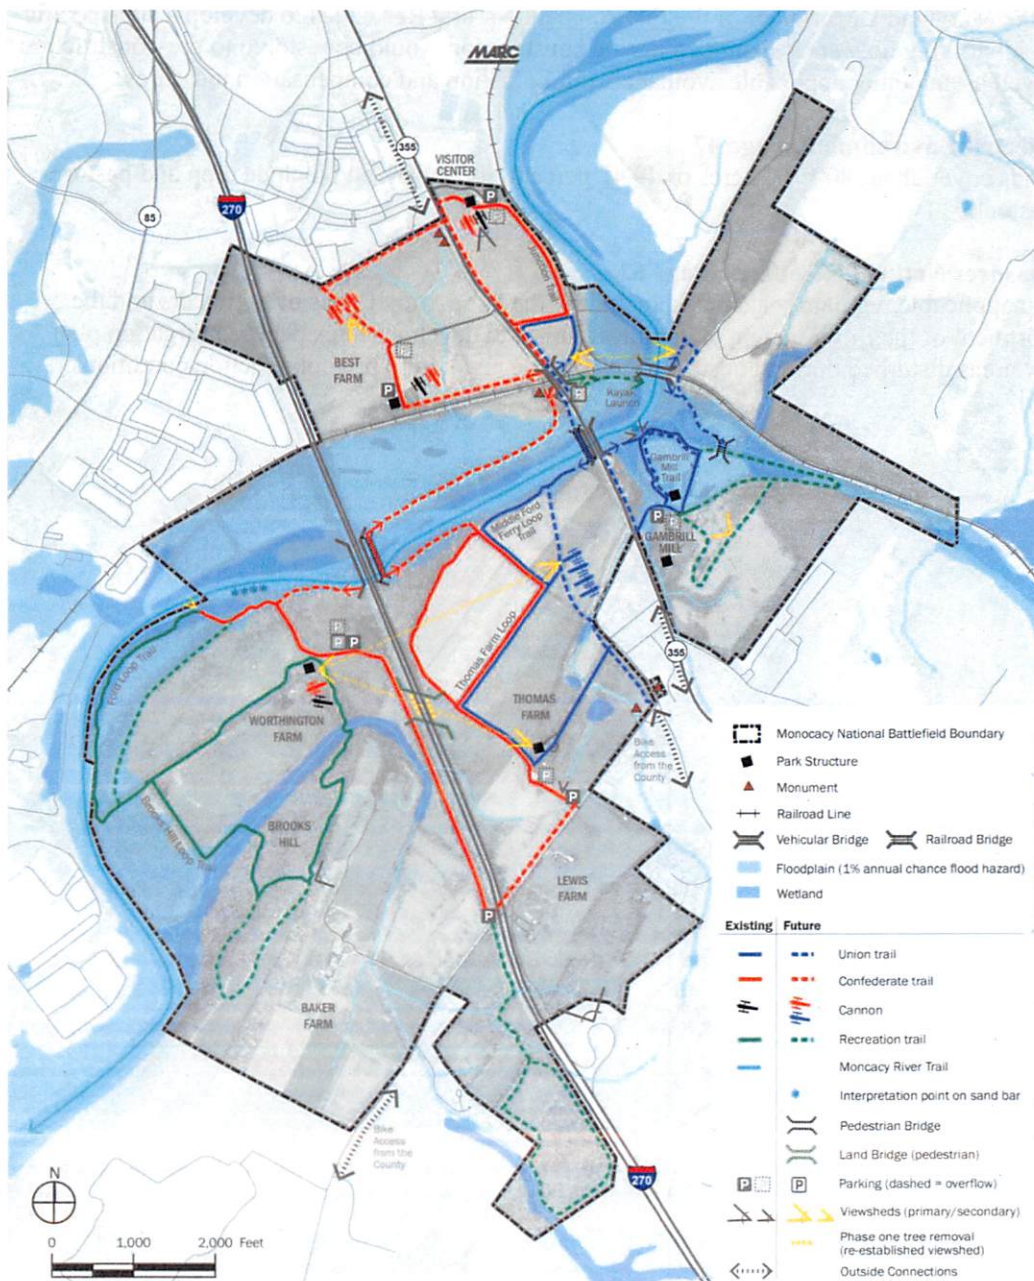 MARC
355
VISITOR
CENTER
P
85
270
Junction Trail
BEST
FARM
P
P
P
Kayak
Launch
P
Gambrill
Mill
Trail
Middle Ford
Ferry Loop
Trail
P
P
GAMBRILL
MILL
355
Ford Loop Trail
P
P P
Thomas Farm Loop
WORTHINGTON
FARM
THOMAS
FARM
P
P
Bike
Access
from the
County
Brooks Hill Loop Trail
BROOKS
HILL
LEWIS
FARM
P
BAKER
FARM
Bike
Access
from the
County
270
N
0 1,000 2,000 Feet
Monocacy National Battlefield Boundary
Park Structure
Monument
Railroad Line
Vehicular Bridge Railroad Bridge
Floodplain (1% annual chance flood hazard)
Wetland
Existing Future
Union trail
Confederate trail
Cannon
Recreation trail
Moncacy River Trail
Interpretation point on sand bar
Pedestrian Bridge
Land Bridge (pedestrian)
P P Parking (dashed = overflow)
Viewsheds (primary/secondary)
Phase one tree removal
(re-established viewshed)
Outside Connections